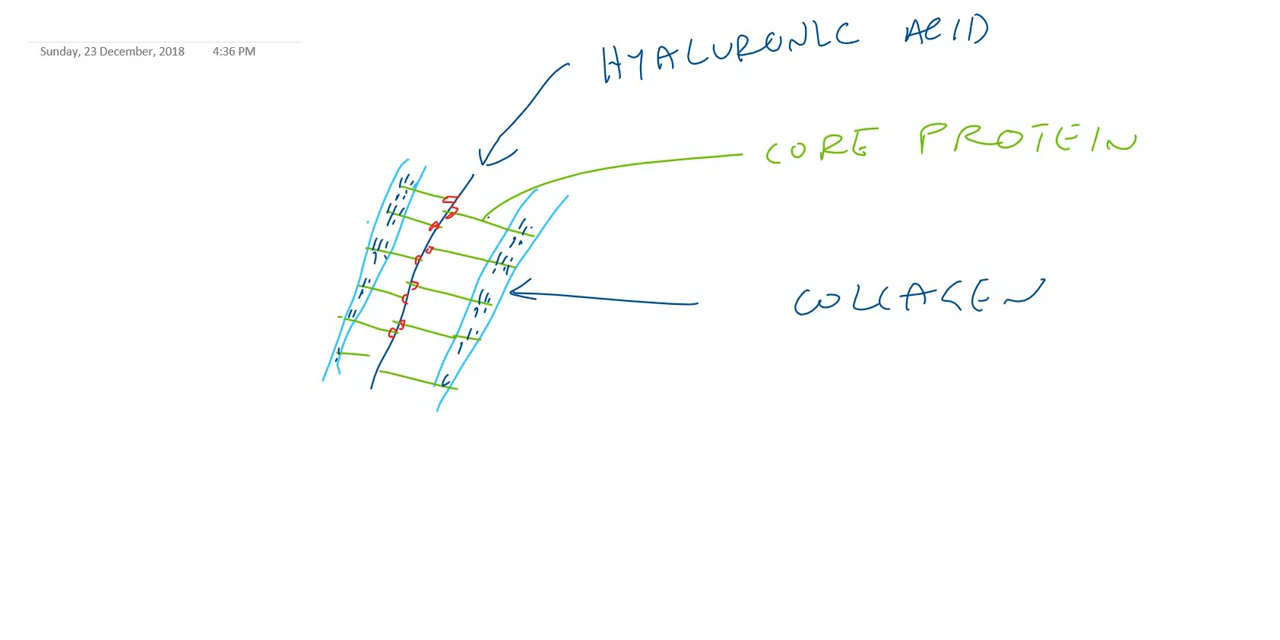 Sunday, 23 December, 2018 4:36 PM
HYALURONIC ACID
CORE PROTEIN
COLLAGEN